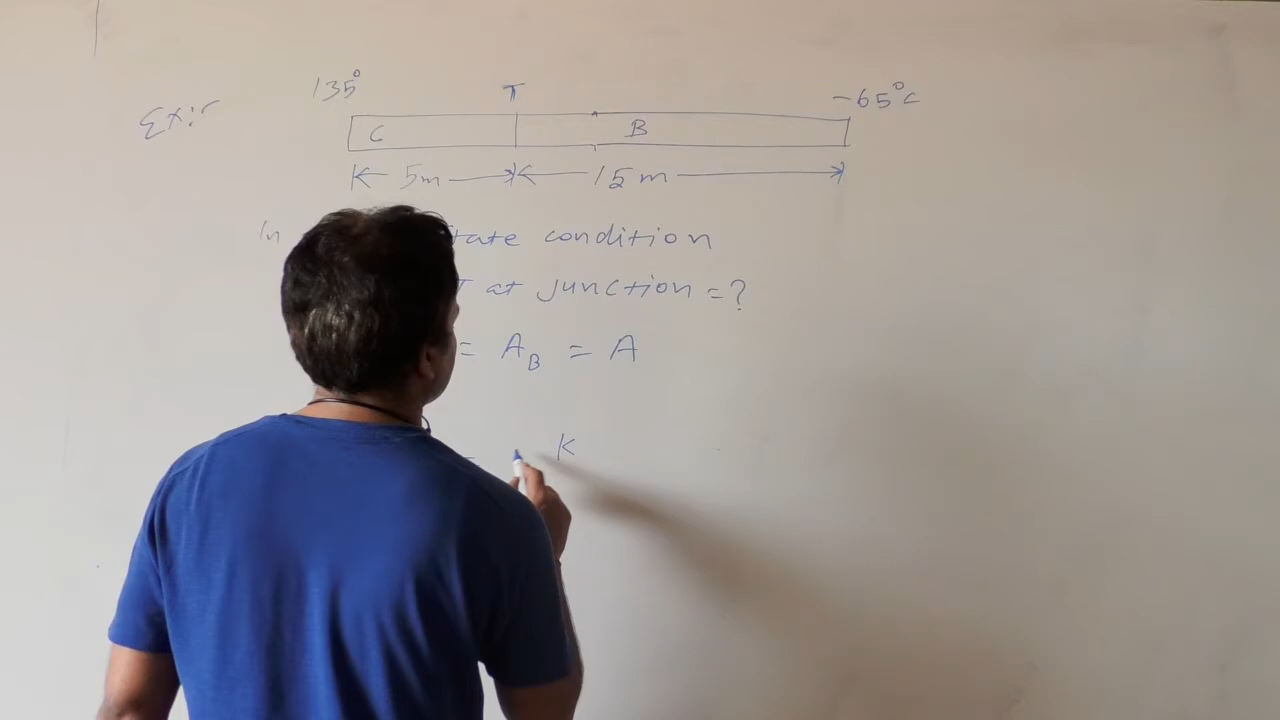 135° T -65°c
Ex:-
C B
5m 15m
In tate condition
at junction = ?
= A_B = A
K